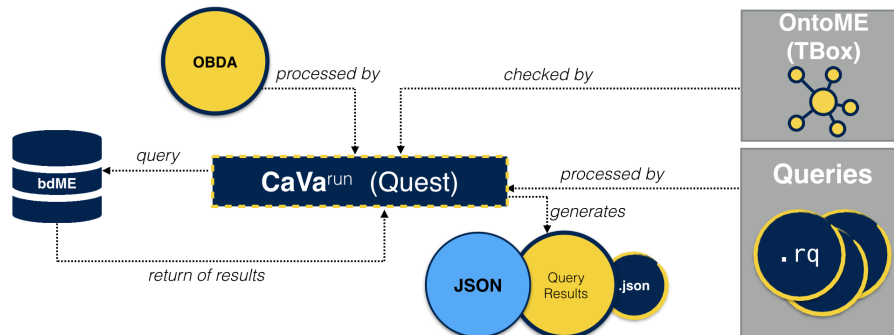 OntoME
(TBox)
OBDA
processed by
checked by
query
bdME
CaVarun (Quest)
processed by
Queries
generates
return of results
JSON
Query
Results
.json
.rq